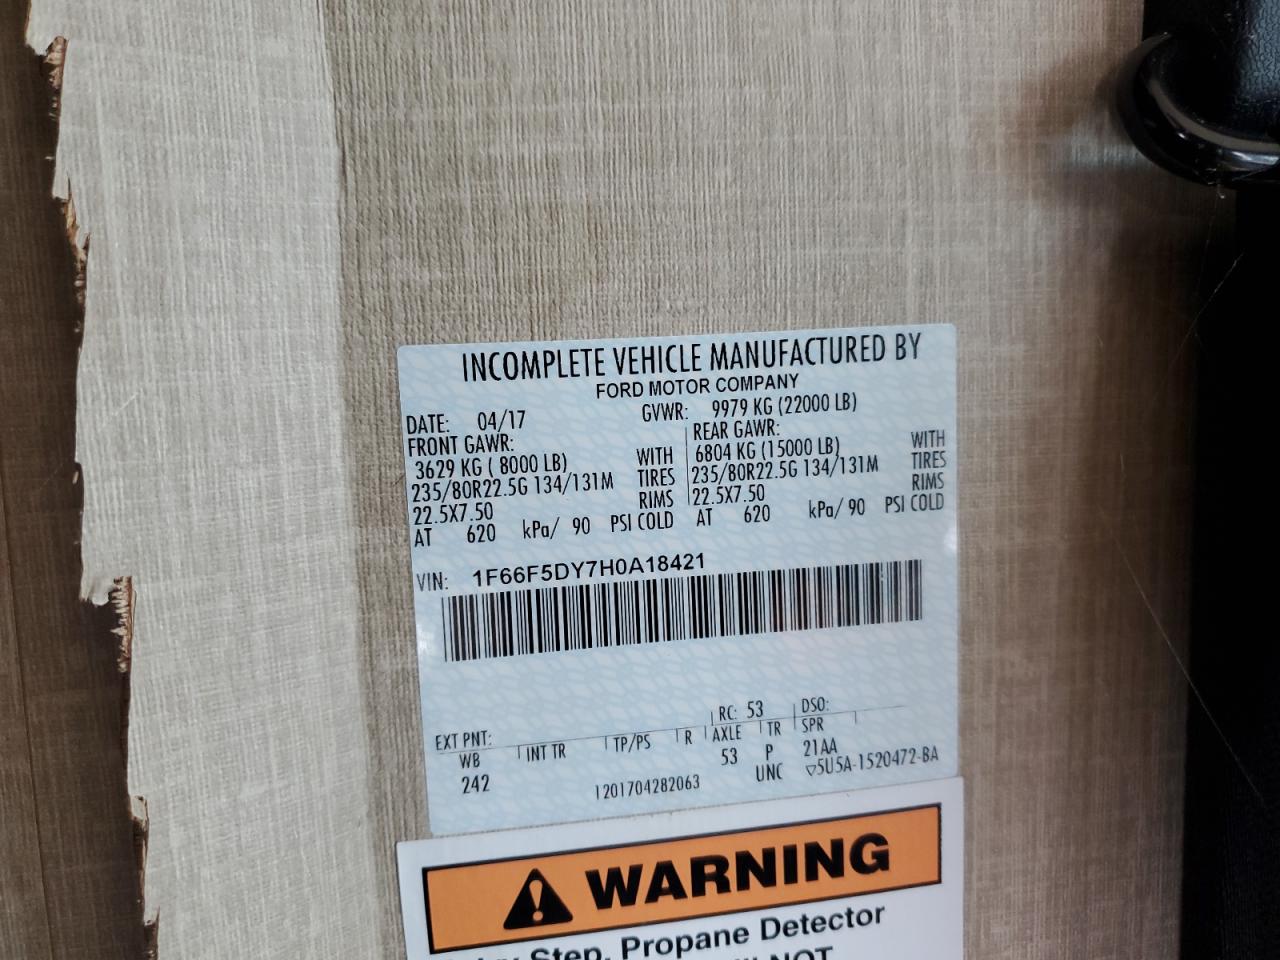 INCOMPLETE VEHICLE MANUFACTURED BY
FORD MOTOR COMPANY
DATE: 04/17 GVWR: 9979 KG (22000 LB)
FRONT GAWR: REAR GAWR:
3629 KG ( 8000 LB) WITH 6804 KG (15000 LB) WITH
235/80R22.5G 134/131M TIRES 235/80R22.5G 134/131M TIRES
22.5X7.50 RIMS 22.5X7.50 RIMS
AT 620 kPa/ 90 PSI COLD AT 620 kPa/ 90 PSI COLD
VIN: 1F66F5DY7H0A18421
EXT PNT: RC: 53 DSO:
WB INT TR TP/PS R AXLE TR SPR
242 53 P 21AA
1201704282063 UNC ▽5U5A-1520472-BA
WARNING
Step, Propane Detector
NOT